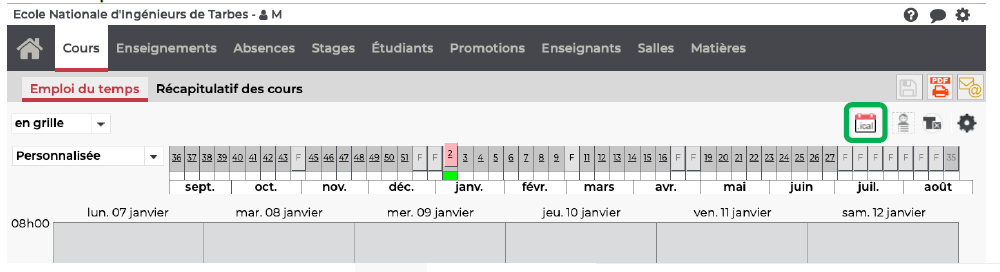 Ecole Nationale d'Ingénieurs de Tarbes - M
Cours Enseignements Absences Stages Étudiants Promotions Enseignants Salles Matières
Emploi du temps Récapitulatif des cours PDF
en grille .ical
Personnalisée 36 37 38 39 40 41 42 43 F 45 46 47 48 49 50 51 F F 2 3 4 5 6 7 8 9 F 11 12 13 14 15 16 F F 19 20 21 22 23 24 25 26 27 F F F F F F F 35
sept. oct. nov. déc. janv. févr. mars avr. mai juin juil. août
lun. 07 janvier mar. 08 janvier mer. 09 janvier jeu. 10 janvier ven. 11 janvier sam. 12 janvier
08h00